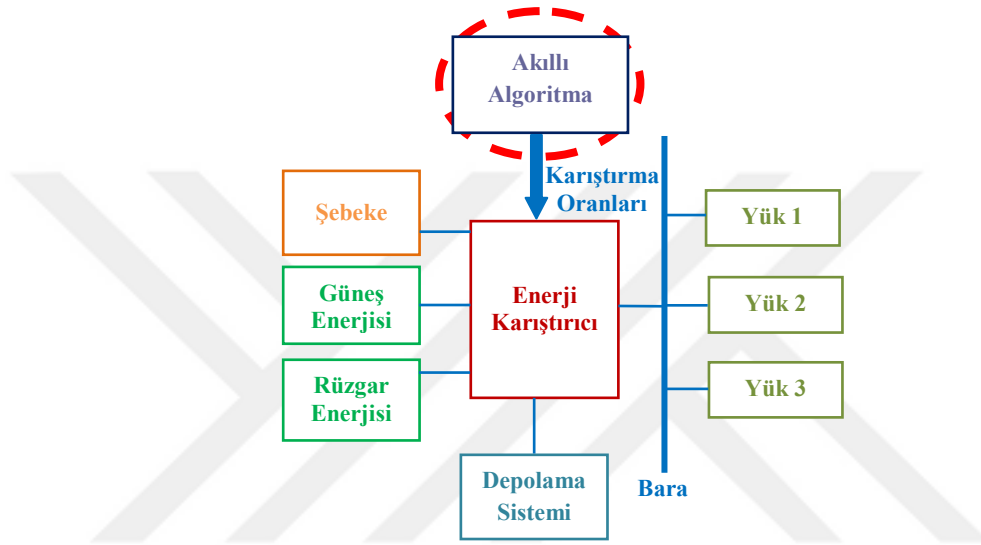 Akıllı
Algoritma
Karıştırma
Oranları
Şebeke
Güneş
Enerjisi
Rüzgar
Enerjisi
Enerji
Karıştırıcı
Depolama
Sistemi
Bara
Yük 1
Yük 2
Yük 3